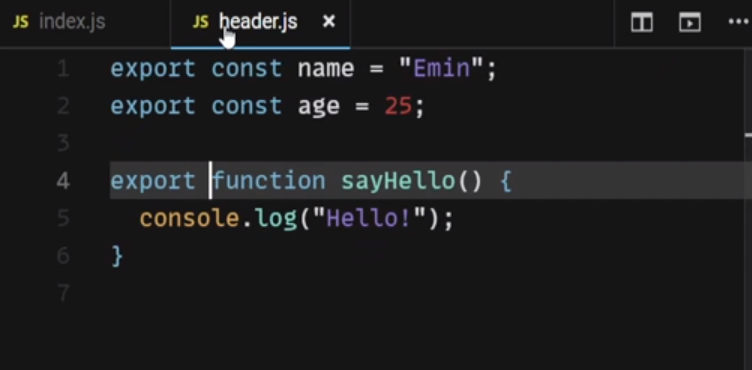 JS index.js JS header.js ×
1 export const name = "Emin";
2 export const age = 25;
3
4 export function sayHello() {
5   console.log("Hello!");
6 }
7